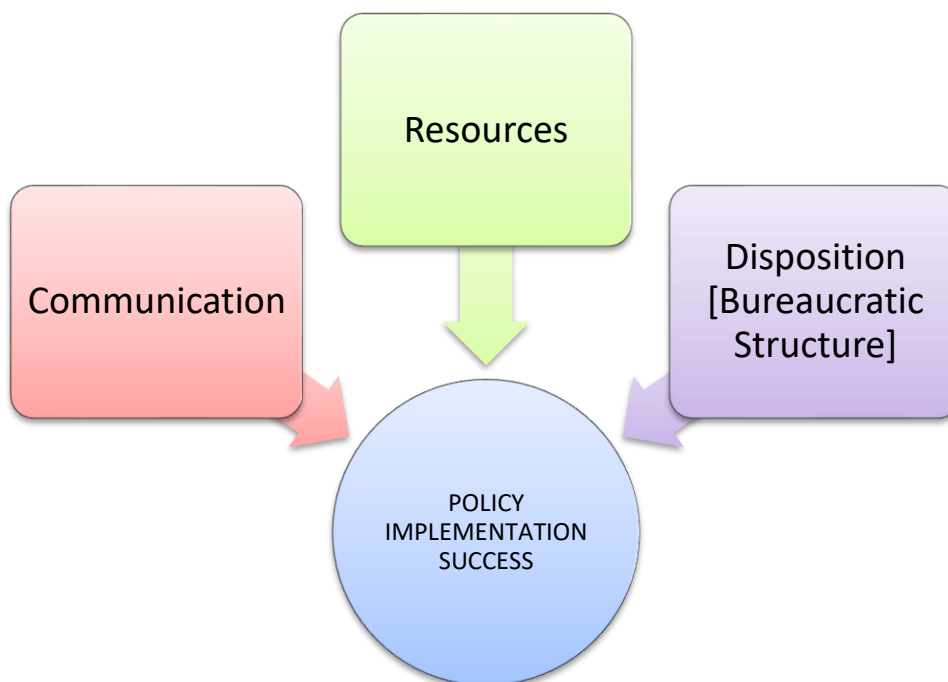 Resources
Communication
Disposition
[Bureaucratic
Structure]
POLICY
IMPLEMENTATION
SUCCESS